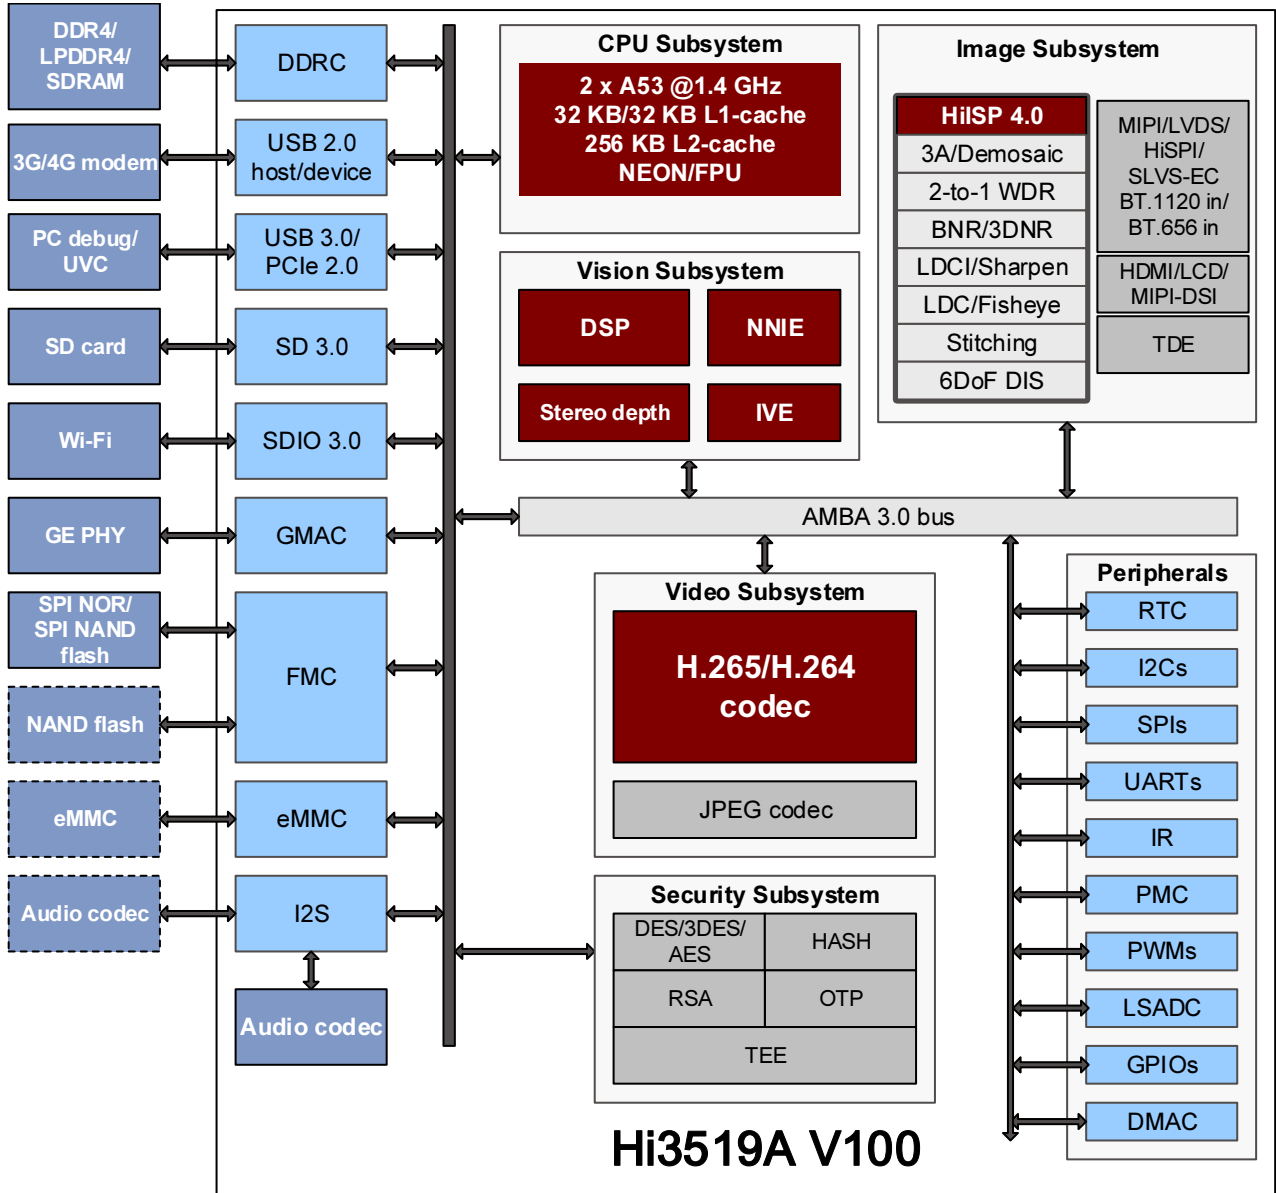 DDR4/
LPDDR4/
SDRAM
DDRC
3G/4G modem
USB 2.0
host/device
PC debug/
UVC
USB 3.0/
PCIe 2.0
SD card
SD 3.0
Wi-Fi
SDIO 3.0
GE PHY
GMAC
SPI NOR/
SPI NAND
flash
FMC
NAND flash
eMMC
eMMC
Audio codec
I2S
Audio codec
CPU Subsystem
2 x A53 @1.4 GHz
32 KB/32 KB L1-cache
256 KB L2-cache
NEON/FPU
Vision Subsystem
DSP
NNIE
Stereo depth
IVE
Image Subsystem
HiISP 4.0
3A/Demosaic
2-to-1 WDR
BNR/3DNR
LDCI/Sharpen
LDC/Fisheye
Stitching
6DoF DIS
MIPI/LVDS/
HiSPI/
SLVS-EC
BT.1120 in/
BT.656 in
HDMI/LCD/
MIPI-DSI
TDE
AMBA 3.0 bus
Video Subsystem
H.265/H.264
codec
JPEG codec
Security Subsystem
DES/3DES/
AES
HASH
RSA
OTP
TEE
Peripherals
RTC
I2Cs
SPIs
UARTs
IR
PMC
PWMs
LSADC
GPIOs
DMAC
Hi3519A V100